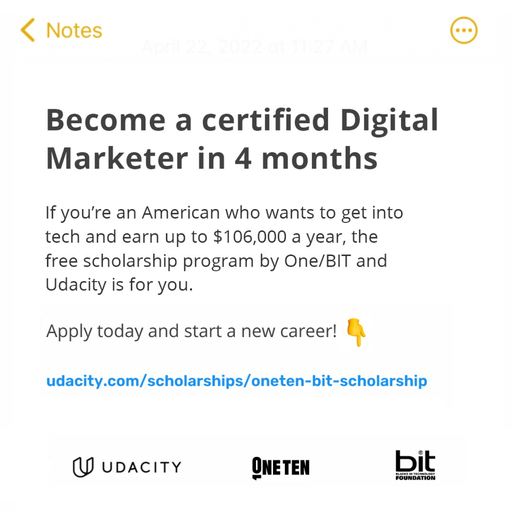 Notes
April 22, 2022 at 11:27 AM
Become a certified Digital
Marketer in 4 months
If you're an American who wants to get into
tech and earn up to $106,000 a year, the
free scholarship program by One/BIT and
Udacity is for you.
Apply today and start a new career! 👇
udacity.com/scholarships/oneten-bit-scholarship
UDACITY ONETEN bit
BLACKS IN TECHNOLOGY
FOUNDATION